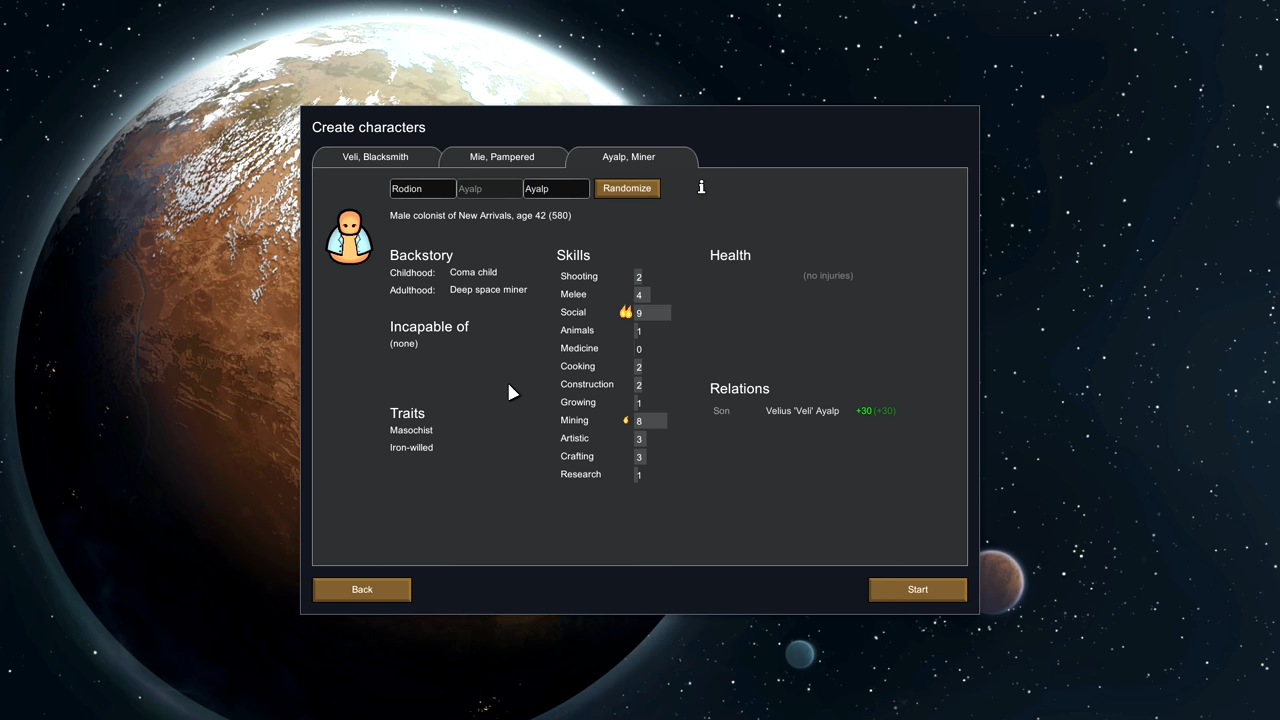 Create characters
Veli, Blacksmith
Mie, Pampered
Ayalp, Miner
Rodion
Ayalp
Ayalp
Randomize
Male colonist of New Arrivals, age 42 (580)
Backstory
Childhood: Coma child
Adulthood: Deep space miner
Incapable of
(none)
Traits
Masochist
Iron-willed
Skills
Shooting 2
Melee 4
Social 9
Animals 1
Medicine 0
Cooking 2
Construction 2
Growing 1
Mining 8
Artistic 3
Crafting 3
Research 1
Health
(no injuries)
Relations
Son Velius 'Veli' Ayalp +30 (+30)
Back
Start